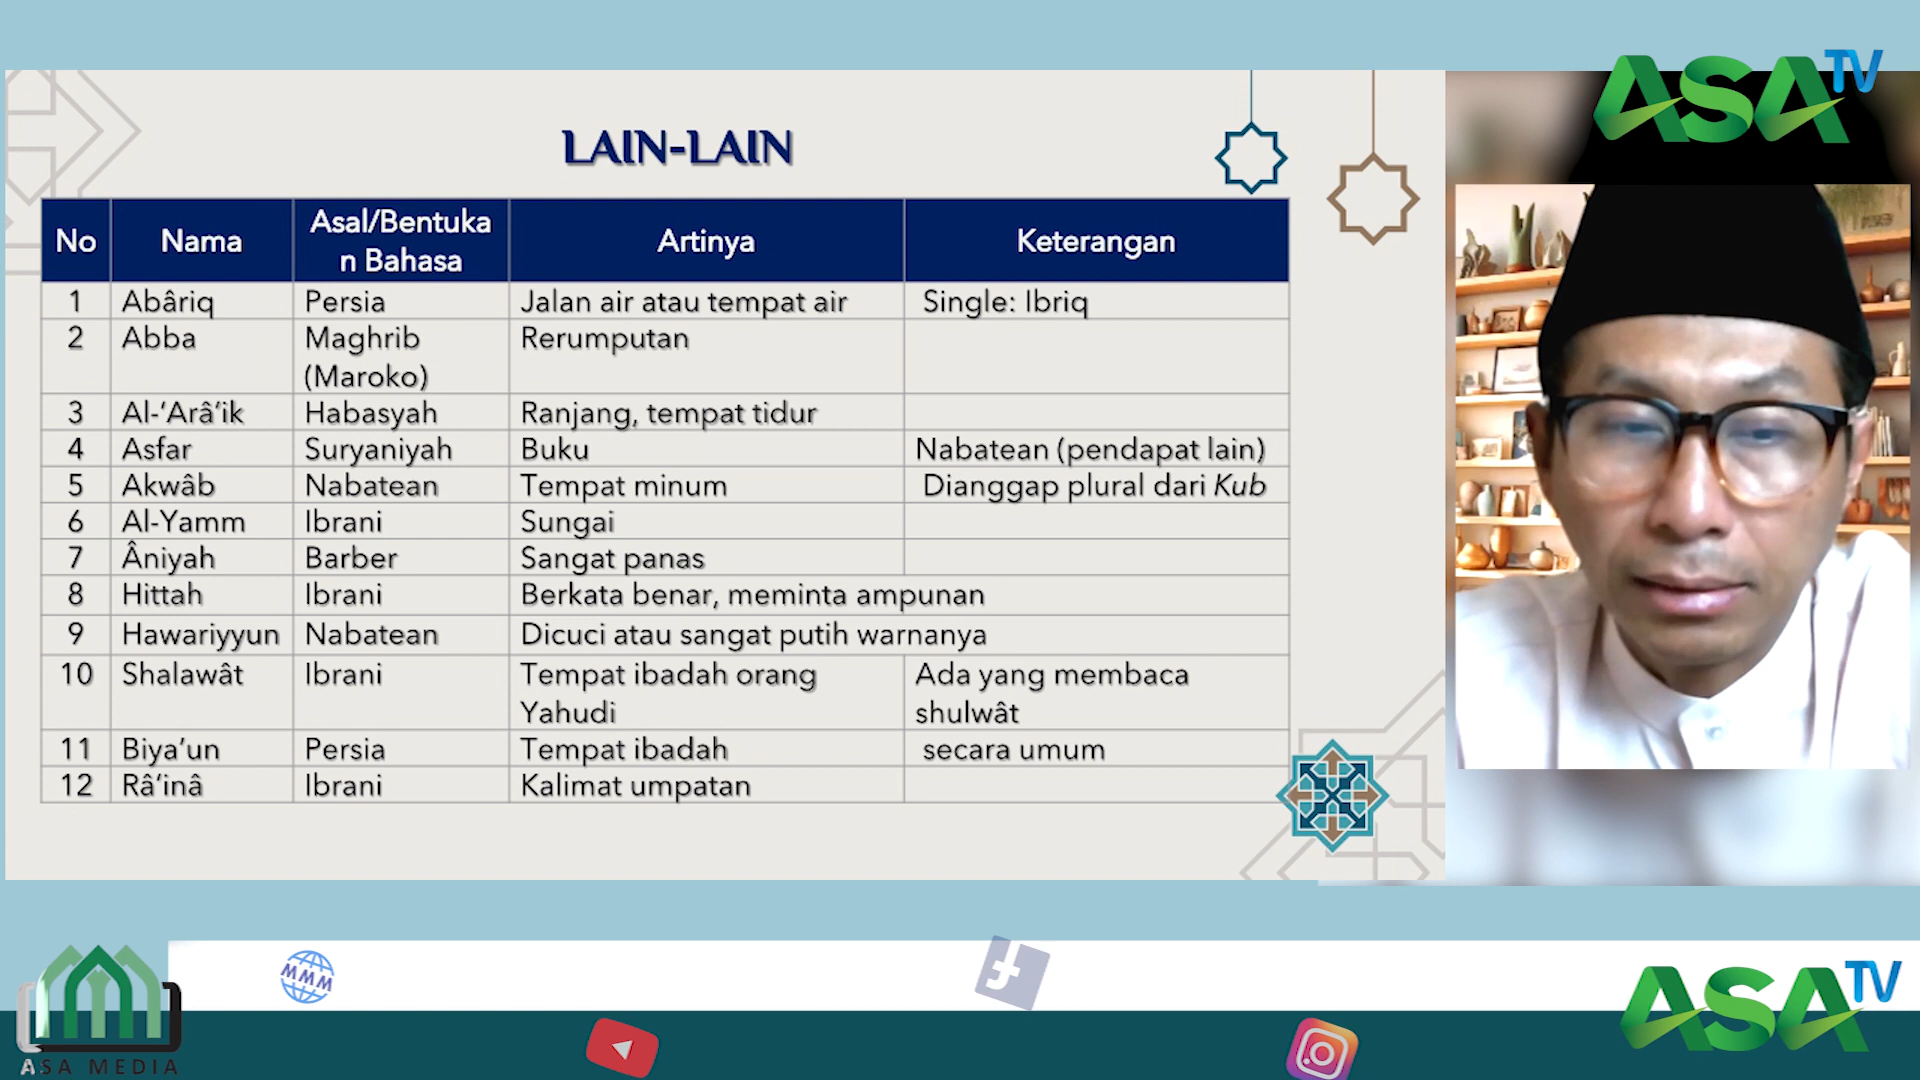 ASA TV
LAIN-LAIN
No Nama Asal/Bentuka Artinya Keterangan
n Bahasa
1 Abâriq Persia Jalan air atau tempat air Single: Ibriq
2 Abba Maghrib Rerumputan
(Maroko)
3 Al-‘Arâ‘ik Habasyah Ranjang, tempat tidur
4 Asfar Suryaniyah Buku Nabatean (pendapat lain)
5 Akwâb Nabatean Tempat minum Dianggap plural dari Kub
6 Al-Yamm Ibrani Sungai
7 Âniyah Barber Sangat panas
8 Hittah Ibrani Berkata benar, meminta ampunan
9 Hawariyyun Nabatean Dicuci atau sangat putih warnanya
10 Shalawât Ibrani Tempat ibadah orang Ada yang membaca
Yahudi shulwât
11 Biya‘un Persia Tempat ibadah secara umum
12 Râ‘inâ Ibrani Kalimat umpatan
ASA MEDIA
ASA TV